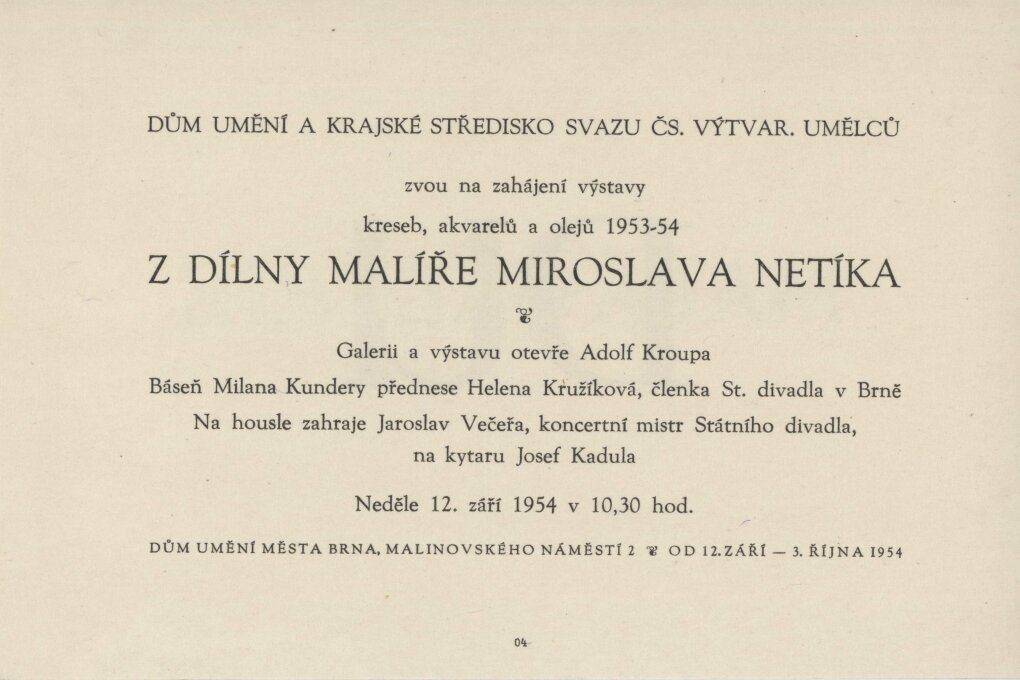 DŮM UMĚNÍ A KRAJSKÉ STŘEDISKO SVAZU ČS. VÝTVAR. UMĚLCŮ
zvou na zahájení výstavy
kreseb, akvarelů a olejů 1953-54
Z DÍLNY MALÍŘE MIROSLAVA NETÍKA
Galerii a výstavu otevře Adolf Kroupa
Báseň Milana Kundery přednese Helena Kružíková, členka St. divadla v Brně
Na housle zahraje Jaroslav Večeřa, koncertní mistr Státního divadla,
na kytaru Josef Kadula
Neděle 12. září 1954 v 10,30 hod.
DŮM UMĚNÍ MĚSTA BRNA, MALINOVSKÉHO NÁMĚSTÍ 2 ❦ OD 12. ZÁŘÍ — 3. ŘÍJNA 1954
04